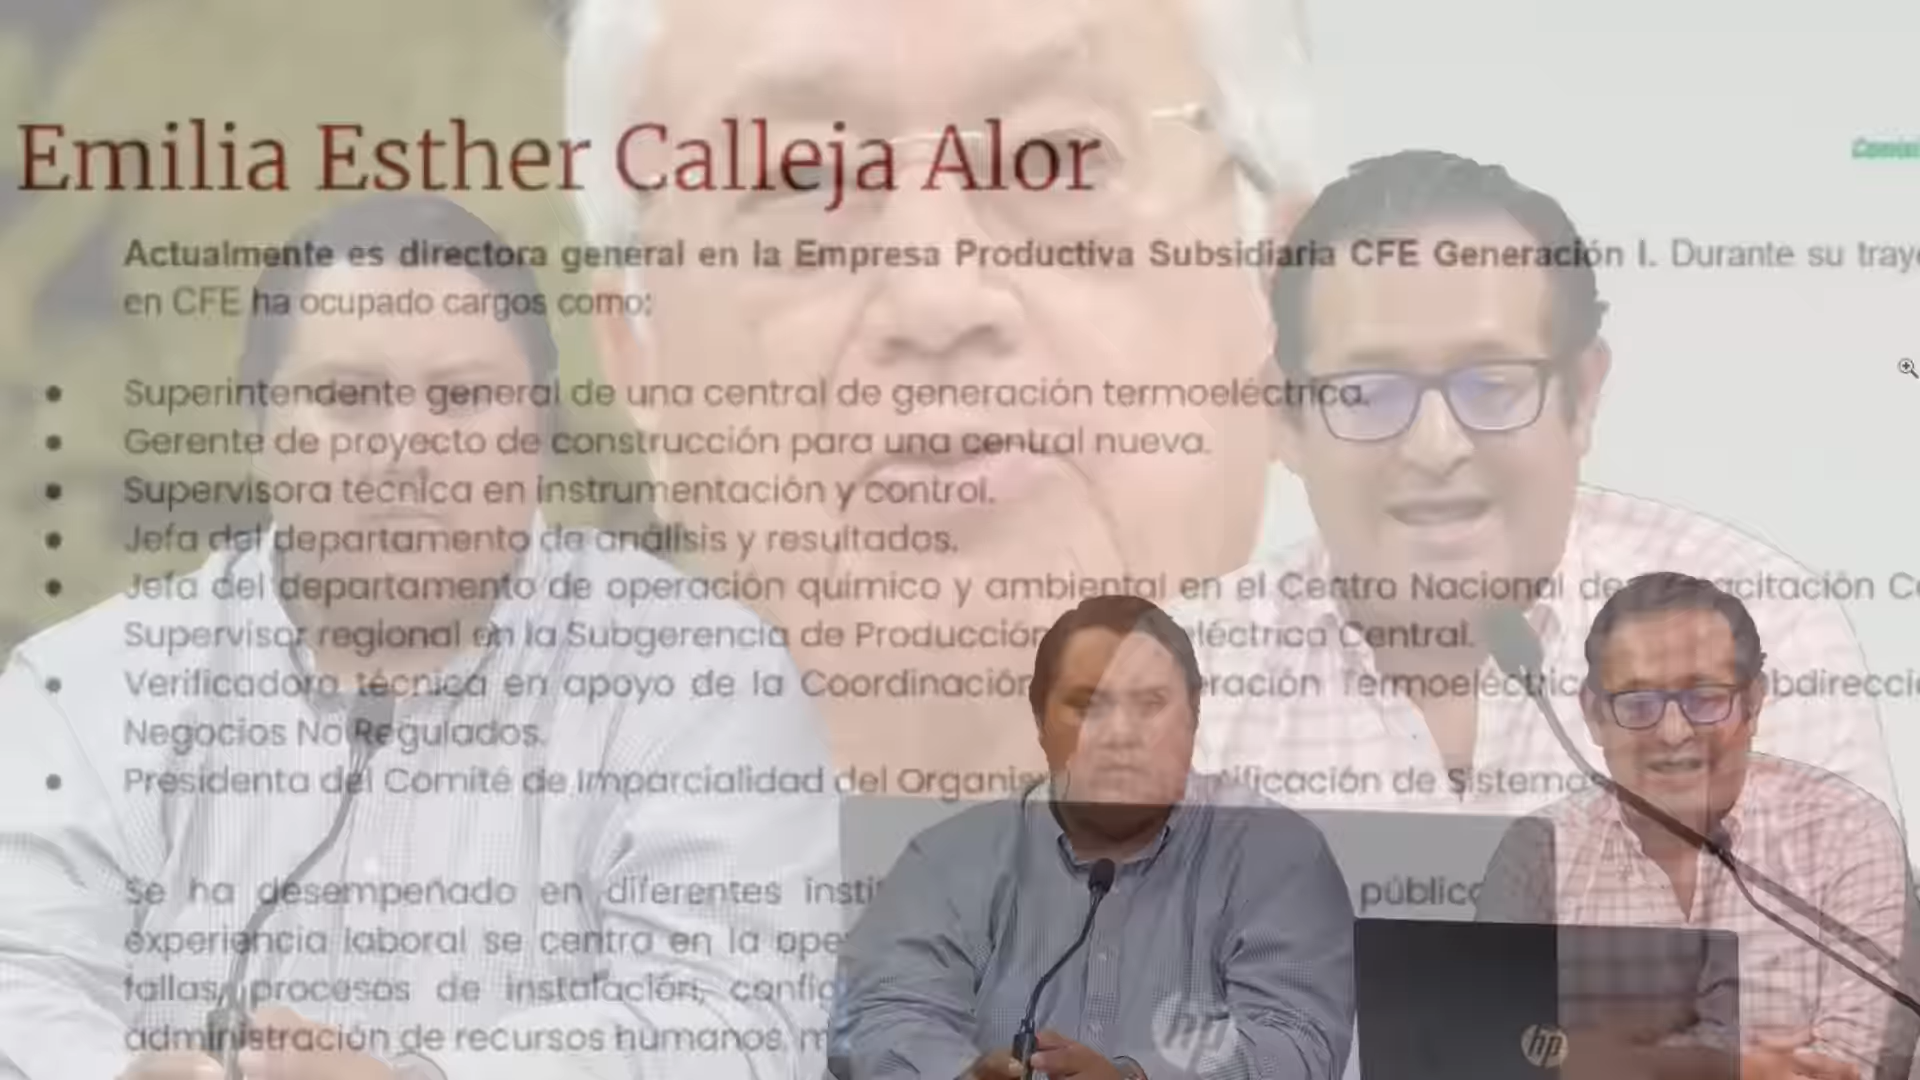 Emilia Esther Calleja Alor
Actualmente es directora general en la Empresa Productiva Subsidiaria CFE Generación I. Durante su
en CFE ha ocupado cargos como:
• Superintendente general de una central de generación termoeléctrica.
• Gerente de proyecto de construcción para una central nueva.
• Supervisora técnica en instrumentación y control.
• Jefa del departamento de análisis y resultados.
• Jefa del departamento de operación químico y ambiental en el Centro Nacional de
Supervisor regional en la Subgerencia de Producción Central.
• Verificadora técnica en apoyo de la Coordinación
Negocios No Regulados.
• Presidenta del Comité de Imparcialidad del de Sistemas
Se ha desempeñado en diferentes
experiencia laboral se centra en la
fallas, procesos de instalación,
administración de recursos humanos,
hp
hp